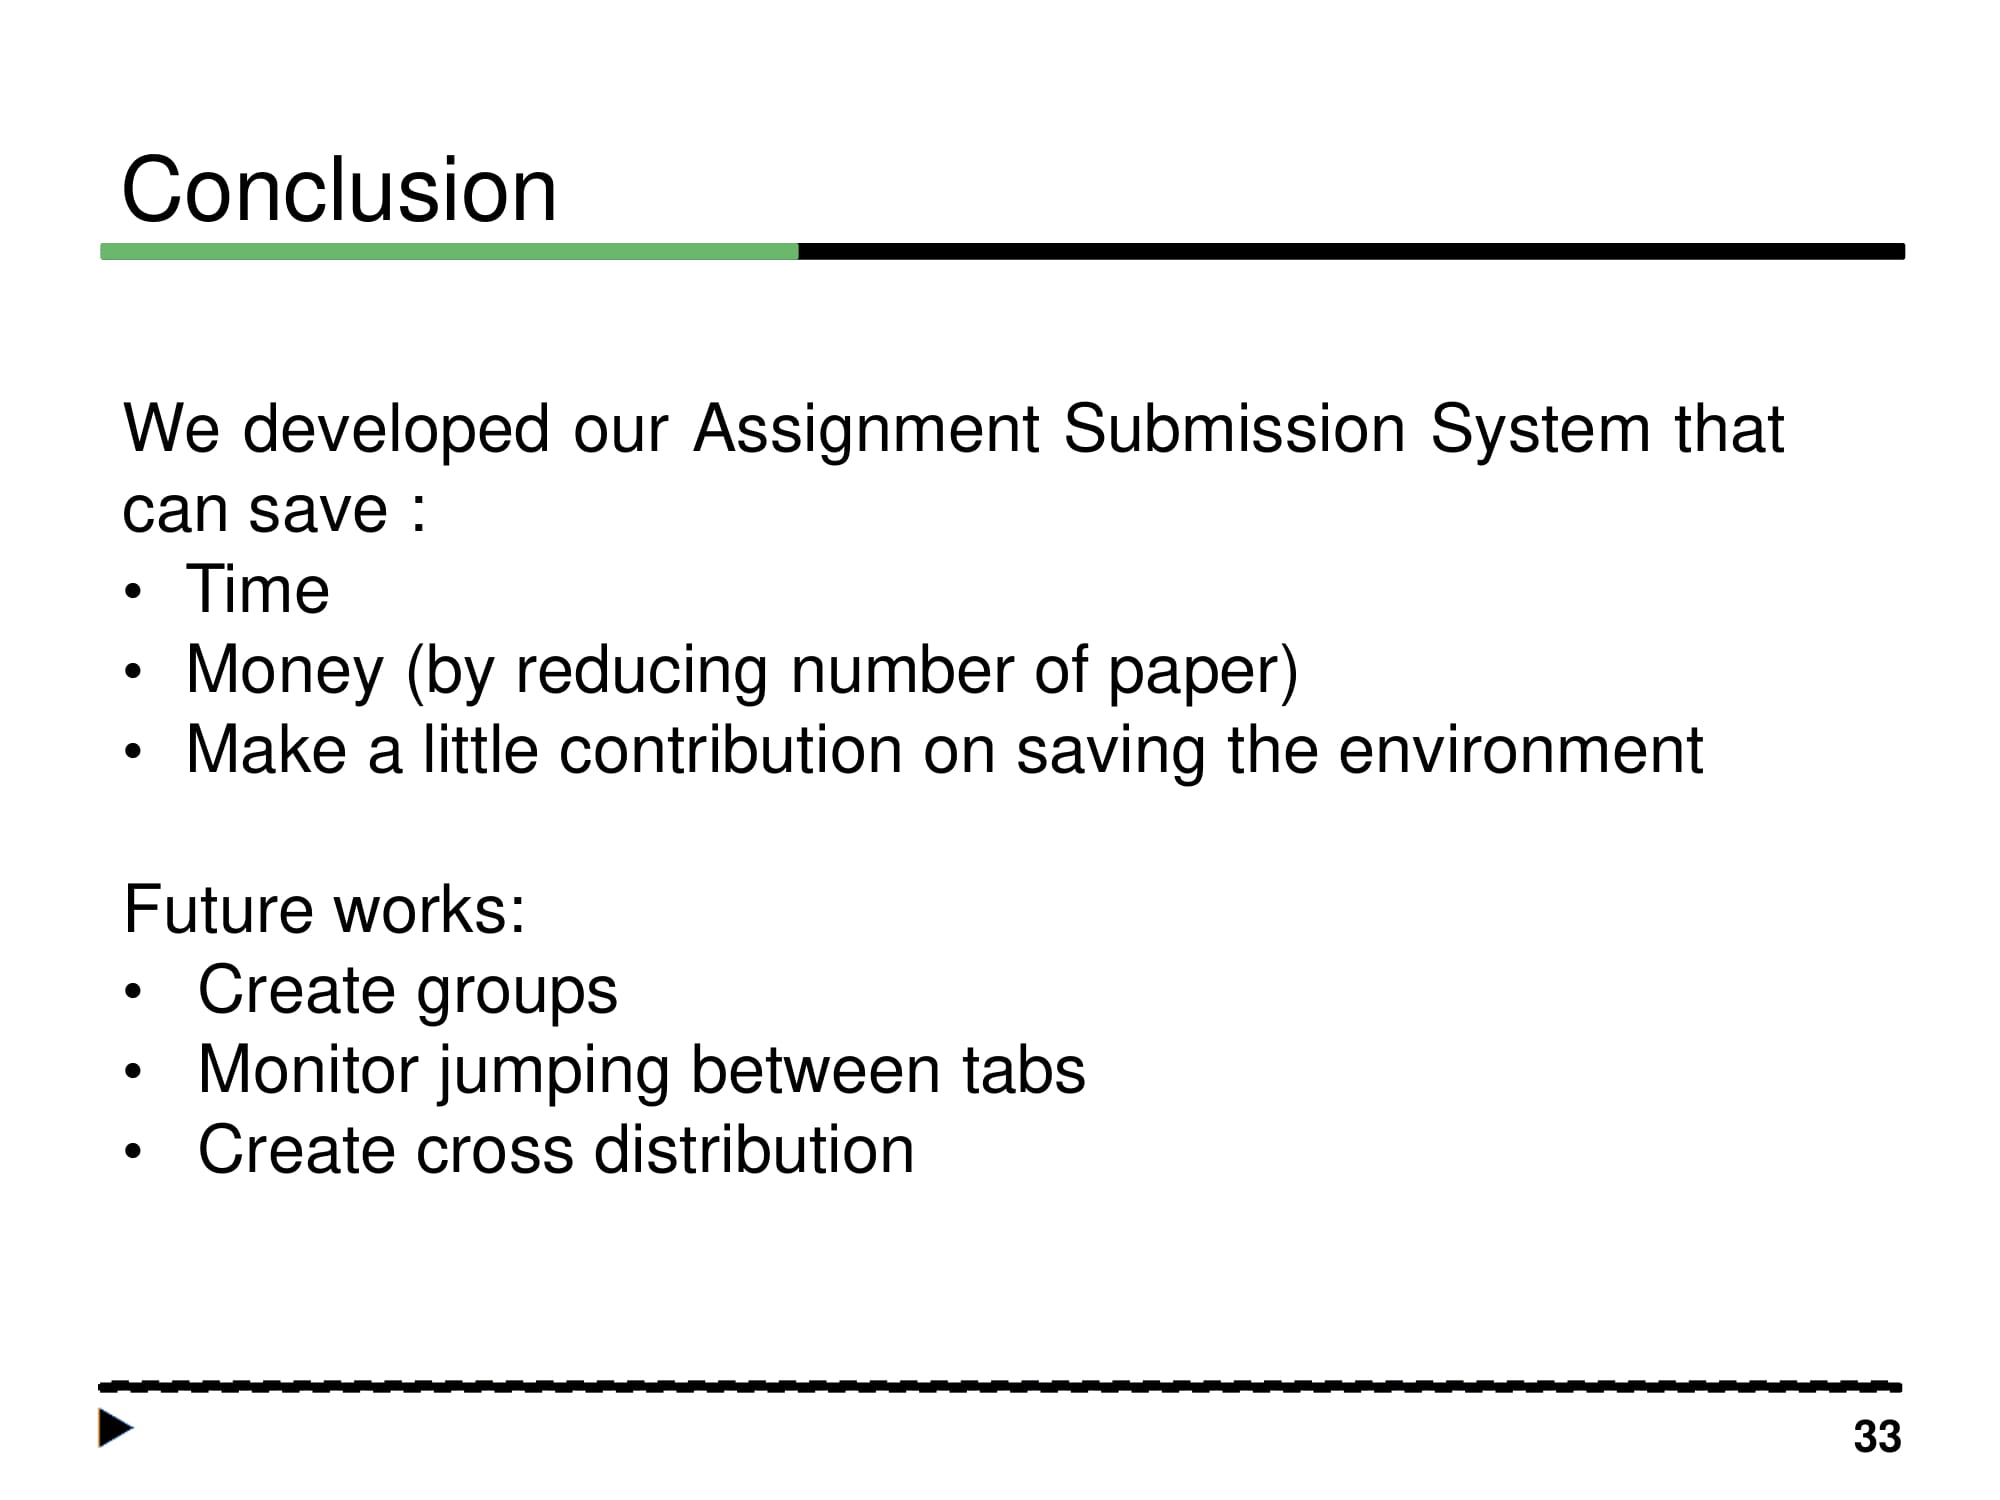 Conclusion
We developed our Assignment Submission System that
can save :
• Time
• Money (by reducing number of paper)
• Make a little contribution on saving the environment
Future works:
• Create groups
• Monitor jumping between tabs
• Create cross distribution
33